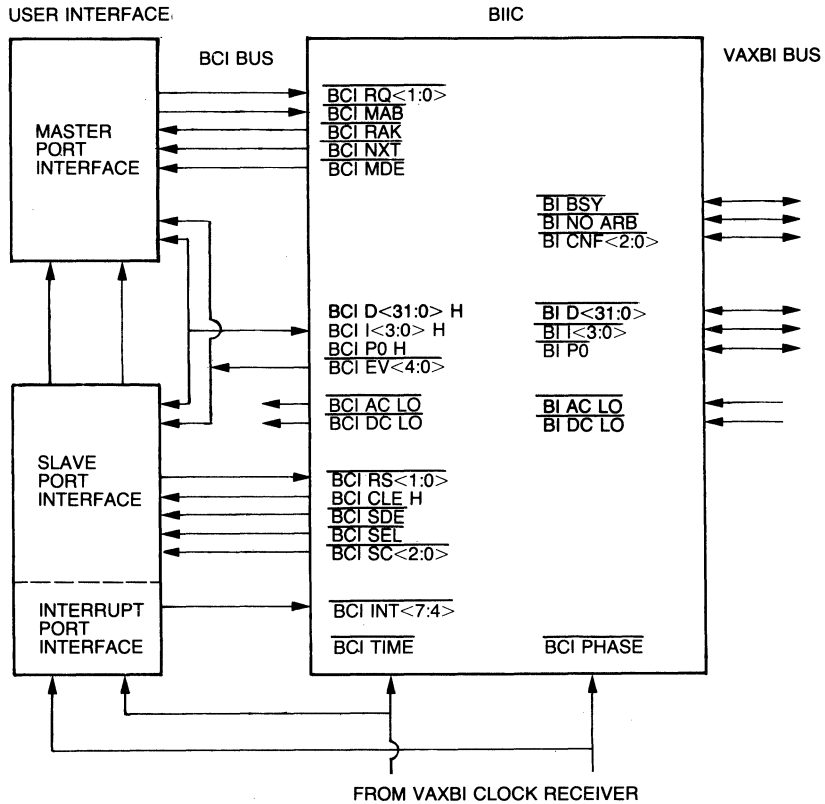 USER INTERFACE
BIIC
BCI BUS
VAXBI BUS
MASTER
PORT
INTERFACE
BCI RQ<1:0>
BCI MAB
BCI RAK
BCI NXT
BCI MDE
BI BSY
BI NO ARB
BI CNF<2:0>
BCI D<31:0> H
BCI I<3:0> H
BCI P0 H
BCI EV<4:0>
BI D<31:0>
BI I<3:0>
BI P0
BCI AC LO
BCI DC LO
BI AC LO
BI DC LO
SLAVE
PORT
INTERFACE
BCI RS<1:0>
BCI CLE H
BCI SDE
BCI SEL
BCI SC<2:0>
INTERRUPT
PORT
INTERFACE
BCI INT<7:4>
BCI TIME
BCI PHASE
FROM VAXBI CLOCK RECEIVER